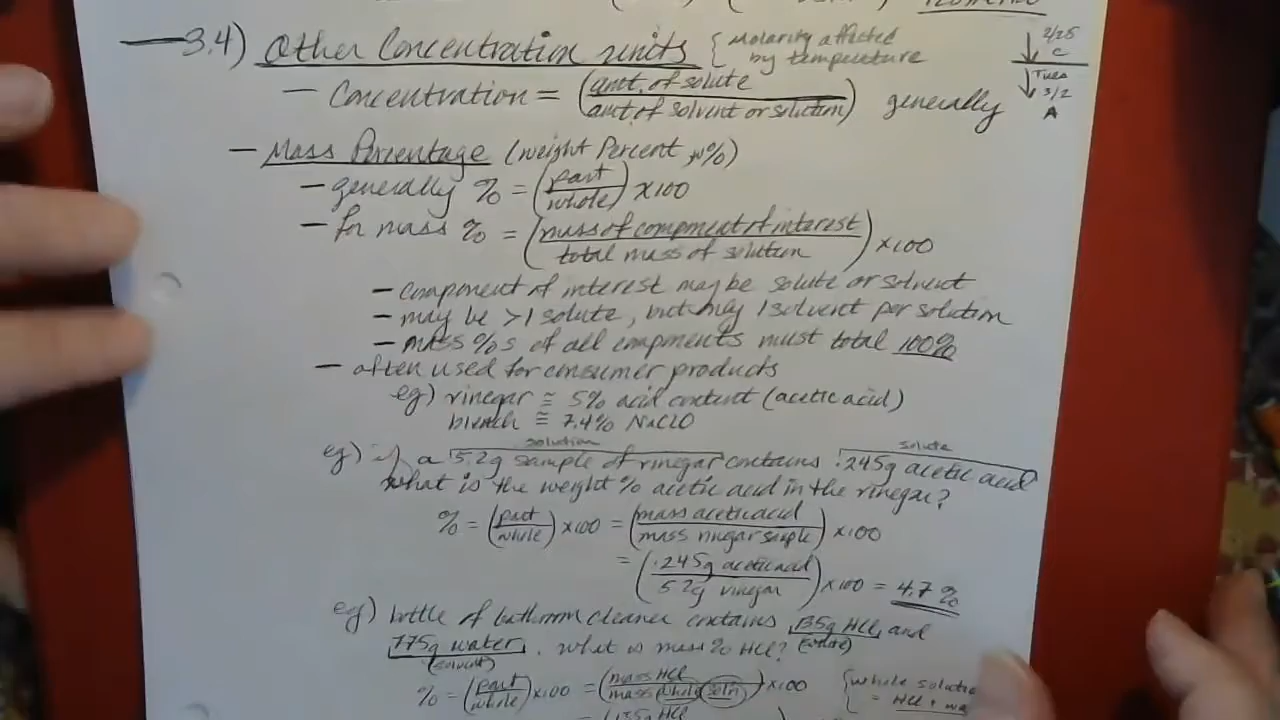 3.4) Other Concentration units { Molarity affected by temperature
2/25
C
Tues
3/2
A
— Concentration = (amt. of solute / amt of solvent or solution) generally
— Mass Percentage (weight Percent, w%)
— generally % = (part / whole) x100
— for mass % = (mass of component of interest / total mass of solution) x100
— component of interest may be solute or solvent
— may be >1 solute, but only 1 solvent per solution
— mass %s of all components must total 100%
— often used for consumer products
eg) vinegar ≅ 5% acid content (acetic acid)
bleach ≅ 7.4% NaClO
solution solute
eg) if a 5.2g sample of vinegar contains .245g acetic acid
what is the weight % acetic acid in the vinegar?
% = (part / whole) x100 = (mass acetic acid / mass vinegar sample) x100
= (.245g acetic acid / 5.2g vinegar) x100 = 4.7%
eg) bottle of bathroom cleaner contains 135g HCl and
775g water. what is mass % HCl? (solute)
(solvent)
% = (part / whole) x100 = (mass HCl / mass whole soln) x100 { whole solutio
= HCl + wa
135g HCl